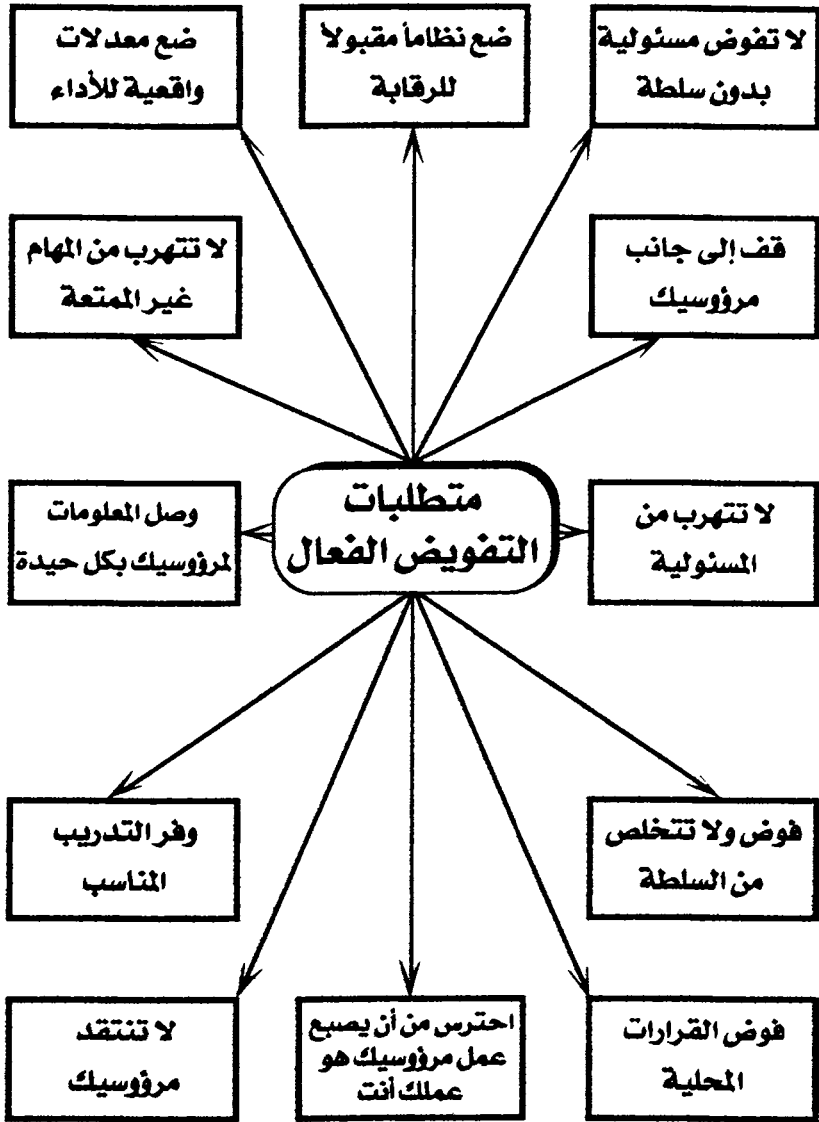 لا تفوض مسئولية
بدون سلطة
ضع نظاماً مقبولاً
للرقابة
ضع معدلات
واقعية للأداء
قف إلى جانب
مرؤوسيك
لا تتهرب من المهام
غير الممتعة
لا تتهرب من
المسئولية
متطلبات
التفويض الفعال
وصل المعلومات
لمرؤوسيك بكل حيدة
فوض ولا تتخلص
من السلطة
وفر التدريب
المناسب
فوض القرارات
المحلية
احترس من أن يصبع
عمل مرؤوسيك هو
عملك أنت
لا تنتقد
مرؤوسيك